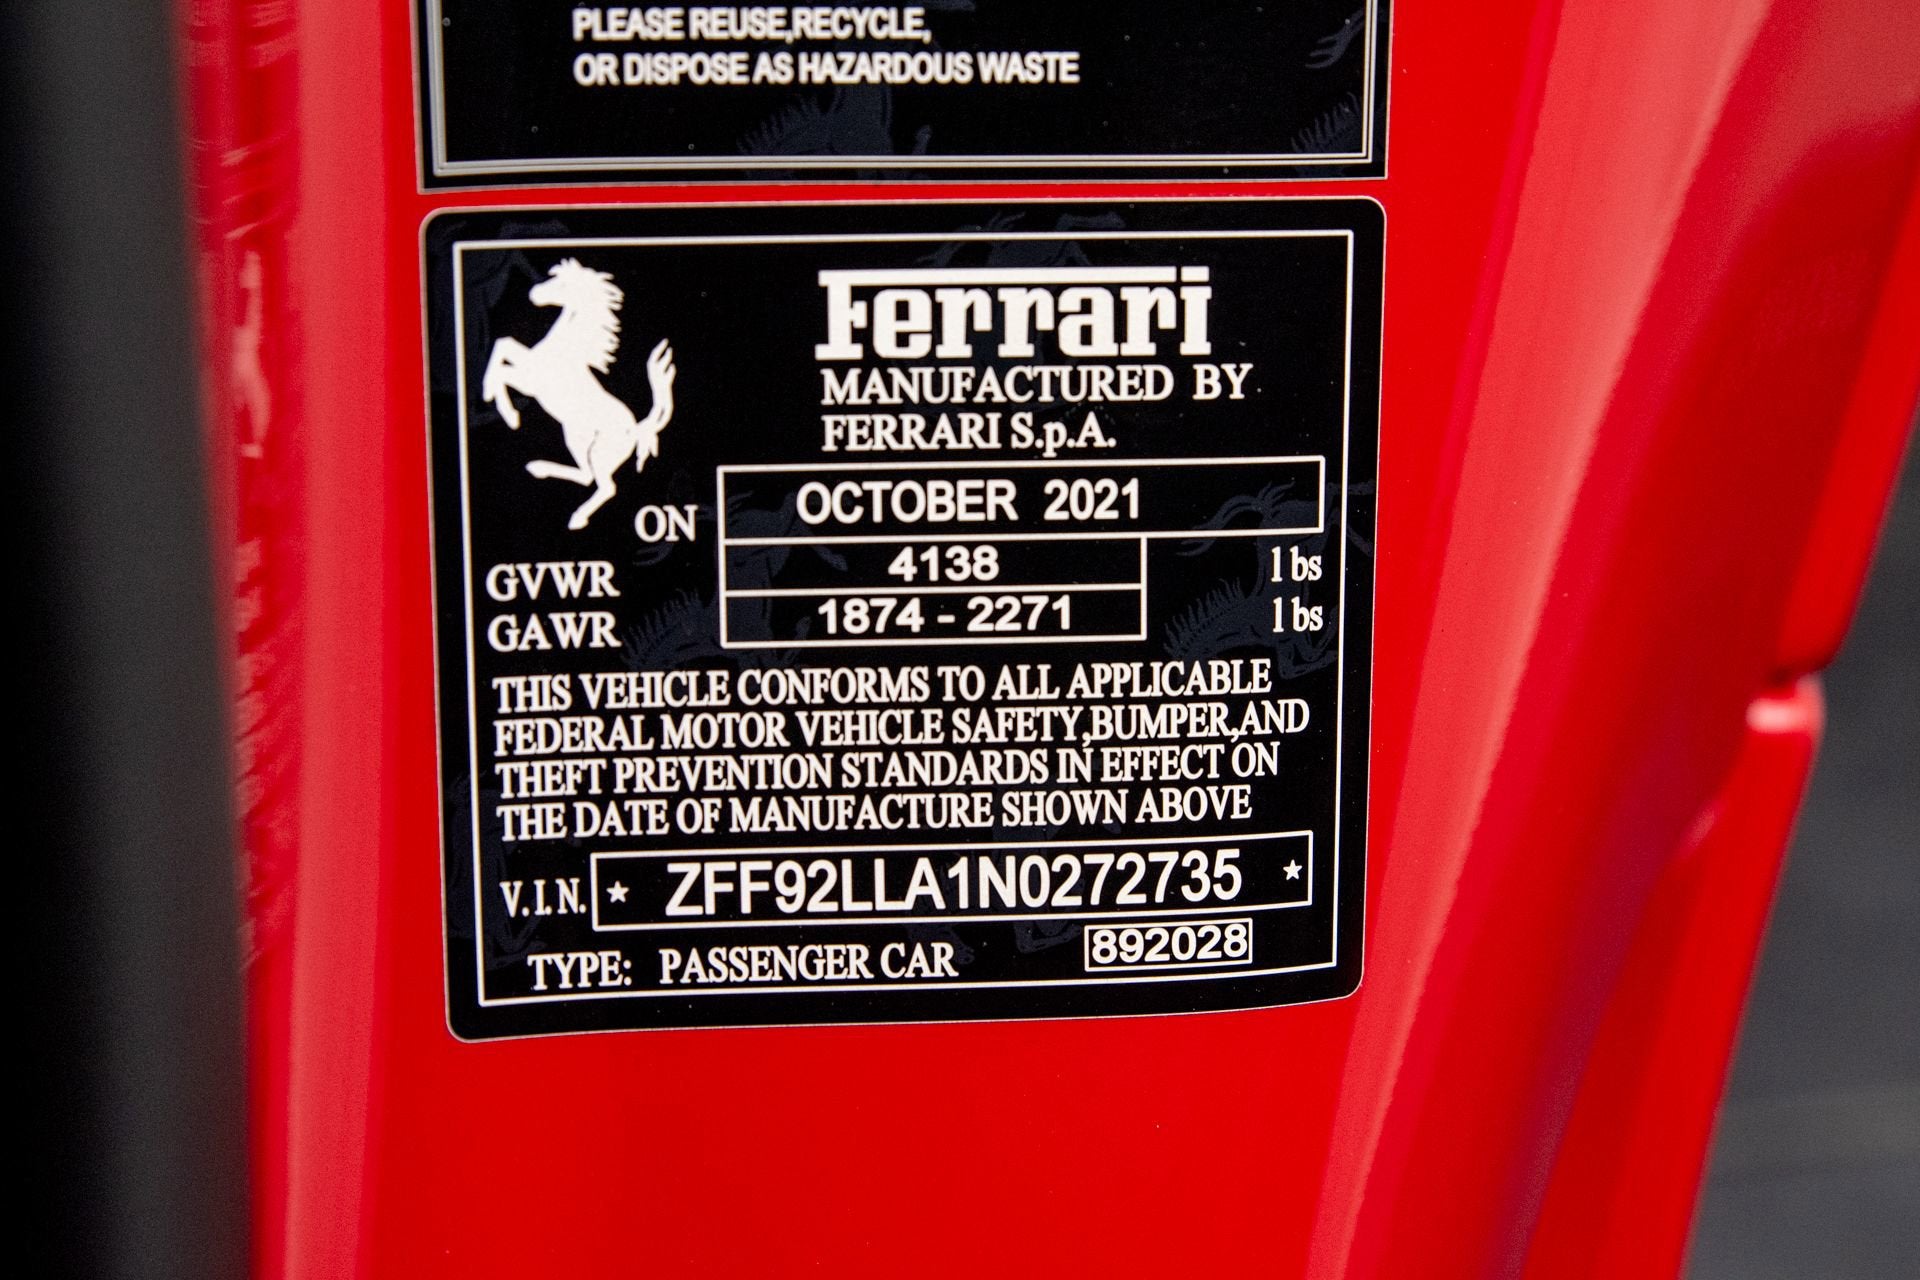 PLEASE REUSE,RECYCLE,
OR DISPOSE AS HAZARDOUS WASTE
Ferrari
MANUFACTURED BY
FERRARI S.p.A.
ON OCTOBER 2021
GVWR 4138 lbs
GAWR 1874 - 2271 lbs
THIS VEHICLE CONFORMS TO ALL APPLICABLE
FEDERAL MOTOR VEHICLE SAFETY,BUMPER,AND
THEFT PREVENTION STANDARDS IN EFFECT ON
THE DATE OF MANUFACTURE SHOWN ABOVE
V.I.N. * ZFF92LLA1N0272735 *
TYPE: PASSENGER CAR 892028